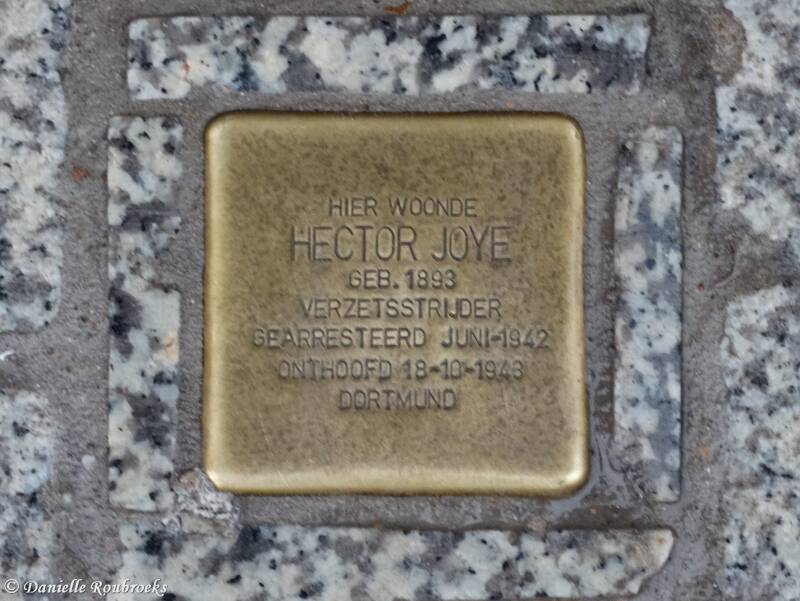 HIER WOONDE
HECTOR JOYE
GEB. 1893
VERZETSSTRIJDER
GEARRESTEERD JUNI-1942
ONTHOOFD 18-10-1943
DORTMUND
© Danielle Roubroeks